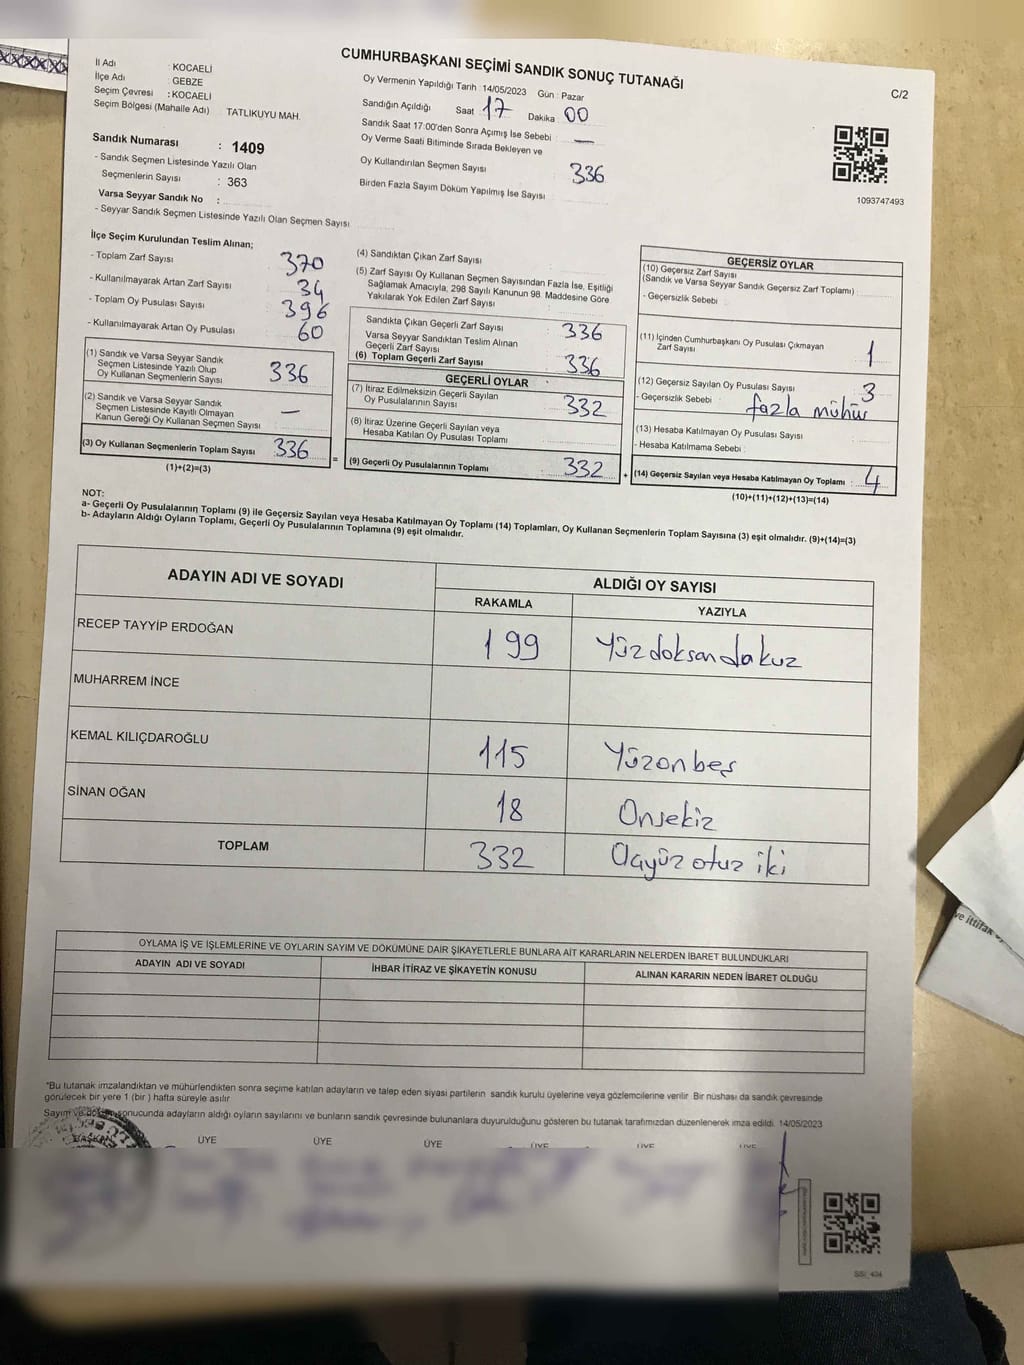 CUMHURBAŞKANI SEÇİMİ SANDIK SONUÇ TUTANAĞI
C/2
İl Adı : KOCAELİ
İlçe Adı : GEBZE
Seçim Çevresi : KOCAELİ
Seçim Bölgesi (Mahalle Adı) TATLIKUYU MAH.
Sandık Numarası : 1409
- Sandık Seçmen Listesinde Yazılı Olan
Seçmenlerin Sayısı : 363
Varsa Seyyar Sandık No :
- Seyyar Sandık Seçmen Listesinde Yazılı Olan Seçmen Sayısı
Oy Vermenin Yapıldığı Tarih : 14/05/2023 Gün : Pazar
Sandığın Açıldığı Saat 17 Dakika 00
Sandık Saat 17:00'den Sonra Açımış İse Sebebi : —
Oy Verme Saati Bitiminde Sırada Bekleyen ve
Oy Kullandırılan Seçmen Sayısı 336
Birden Fazla Sayım Döküm Yapılmış İse Sayısı
1093747493
İlçe Seçim Kurulundan Teslim Alınan;
- Toplam Zarf Sayısı 370
- Kullanılmayarak Artan Zarf Sayısı 34
- Toplam Oy Pusulası Sayısı 396
- Kullanılmayarak Artan Oy Pusulası 60
(1) Sandık ve Varsa Seyyar Sandık
Seçmen Listesinde Yazılı Olup
Oy Kullanan Seçmenlerin Sayısı 336
(2) Sandık ve Varsa Seyyar Sandık
Seçmen Listesinde Kayıtlı Olmayan
Kanun Gereği Oy Kullanan Seçmen Sayısı —
(3) Oy Kullanan Seçmenlerin Toplam Sayısı 336
(1)+(2)=(3)
=
(4) Sandıktan Çıkan Zarf Sayısı
(5) Zarf Sayısı Oy Kullanan Seçmen Sayısından Fazla İse, Eşitliği
Sağlamak Amacıyla, 298 Sayılı Kanunun 98. Maddesine Göre
Yakılarak Yok Edilen Zarf Sayısı
Sandıkta Çıkan Geçerli Zarf Sayısı 336
Varsa Seyyar Sandıktan Teslim Alınan
Geçerli Zarf Sayısı
(6) Toplam Geçerli Zarf Sayısı 336
GEÇERLİ OYLAR
(7) İtiraz Edilmeksizin Geçerli Sayılan
Oy Pusulalarının Sayısı 332
(8) İtiraz Üzerine Geçerli Sayılan veya
Hesaba Katılan Oy Pusulası Toplamı
(9) Geçerli Oy Pusulalarının Toplamı 332
+
GEÇERSİZ OYLAR
(10) Geçersiz Zarf Sayısı
(Sandık ve Varsa Seyyar Sandık Geçersiz Zarf Toplamı)
- Geçersizlik Sebebi
(11) İçinden Cumhurbaşkanı Oy Pusulası Çıkmayan
Zarf Sayısı 1
(12) Geçersiz Sayılan Oy Pusulası Sayısı 3
- Geçersizlik Sebebi : fazla mühür
(13) Hesaba Katılmayan Oy Pusulası Sayısı
- Hesaba Katılmama Sebebi :
(14) Geçersiz Sayılan veya Hesaba Katılmayan Oy Toplamı : 4
(10)+(11)+(12)+(13)=(14)
NOT:
a- Geçerli Oy Pusulalarının Toplamı (9) ile Geçersiz Sayılan veya Hesaba Katılmayan Oy Toplamı (14) Toplamları, Oy Kullanan Seçmenlerin Toplam Sayısına (3) eşit olmalıdır. (9)+(14)=(3)
b- Adayların Aldığı Oyların Toplamı, Geçerli Oy Pusulalarının Toplamına (9) eşit olmalıdır.
ADAYIN ADI VE SOYADI ALDIĞI OY SAYISI
RAKAMLA YAZIYLA
RECEP TAYYİP ERDOĞAN 199 Yüzdoksandokuz
MUHARREM İNCE
KEMAL KILIÇDAROĞLU 115 Yüzonbeş
SİNAN OĞAN 18 Onsekiz
TOPLAM 332 Üçyüz otuz iki
OYLAMA İŞ VE İŞLEMLERİNE VE OYLARIN SAYIM VE DÖKÜMÜNE DAİR ŞİKAYETLERLE BUNLARA AİT KARARLARIN NELERDEN İBARET BULUNDUKLARI
ADAYIN ADI VE SOYADI İHBAR İTİRAZ VE ŞİKAYETİN KONUSU ALINAN KARARIN NEDEN İBARET OLDUĞU
*Bu tutanak imzalandıktan ve mühürlendikten sonra seçime katılan adayların ve talep eden siyasi partilerin sandık kurulu üyelerine veya gözlemcilerine verilir. Bir nüshası da sandık çevresinde
görülecek bir yere 1 (bir ) hafta süreyle asılır
Sayım ve sonucunda adayların aldığı oyların sayılarını ve bunların sandık çevresinde bulunanlara duyurulduğunu gösteren bu tutanak tarafımızdan düzenlenerek imza edildi. 14/05/2023
ÜYE ÜYE ÜYE ÜYE ÜYE ÜYE
ve ittifak